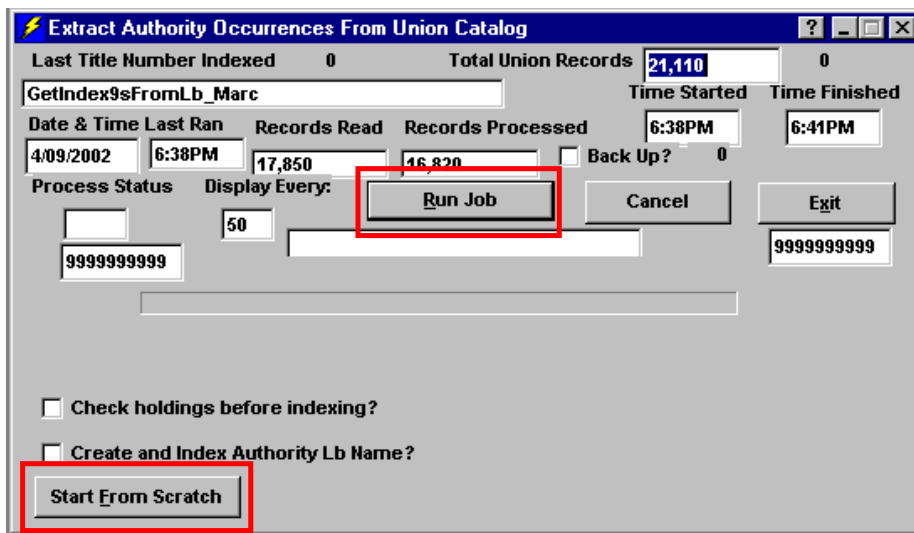 Extract Authority Occurrences From Union Catalog
Last Title Number Indexed 0 Total Union Records 21,110 0
GetIndex9sFromLb_Marc Time Started Time Finished
Date & Time Last Ran Records Read Records Processed 6:38PM 6:41PM
4/09/2002 6:38PM 17,850 16,820 Back Up? 0
Process Status Display Every: Run Job Cancel Exit
50
9999999999 9999999999
Check holdings before indexing?
Create and Index Authority Lb Name?
Start From Scratch